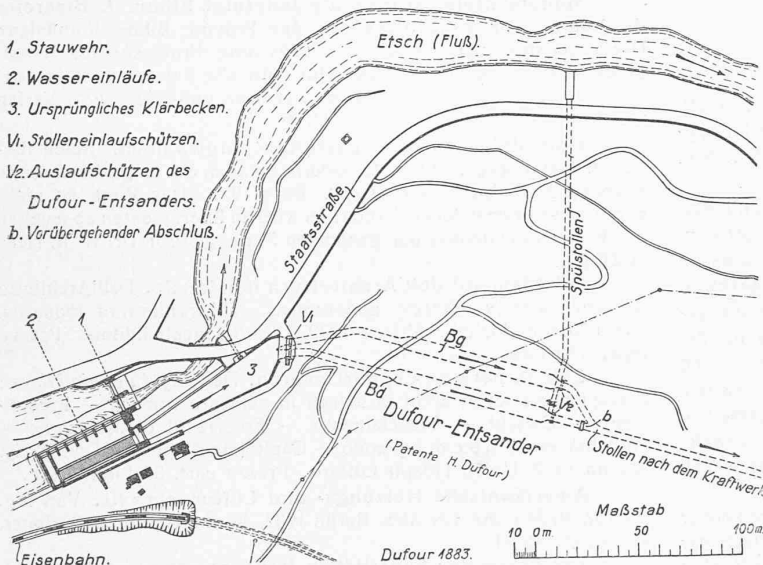 1. Stauwehr.
2. Wassereinläufe.
3. Ursprüngliches Klärbecken.
V1. Stolleneinlaufschützen.
V2. Auslaufschützen des
Dufour-Entsanders.
b. Vorübergehender Abschluß.
Etsch (Fluß).
Staatsstraße
Spülstollen
2
3
V1
Bg
Bd
V2
b
Dufour-Entsander
(Patente H. Dufour)
Stollen nach dem Kraftwerk
Maßstab
10 0 m. 50 100 m.
Eisenbahn.
Dufour 1883.